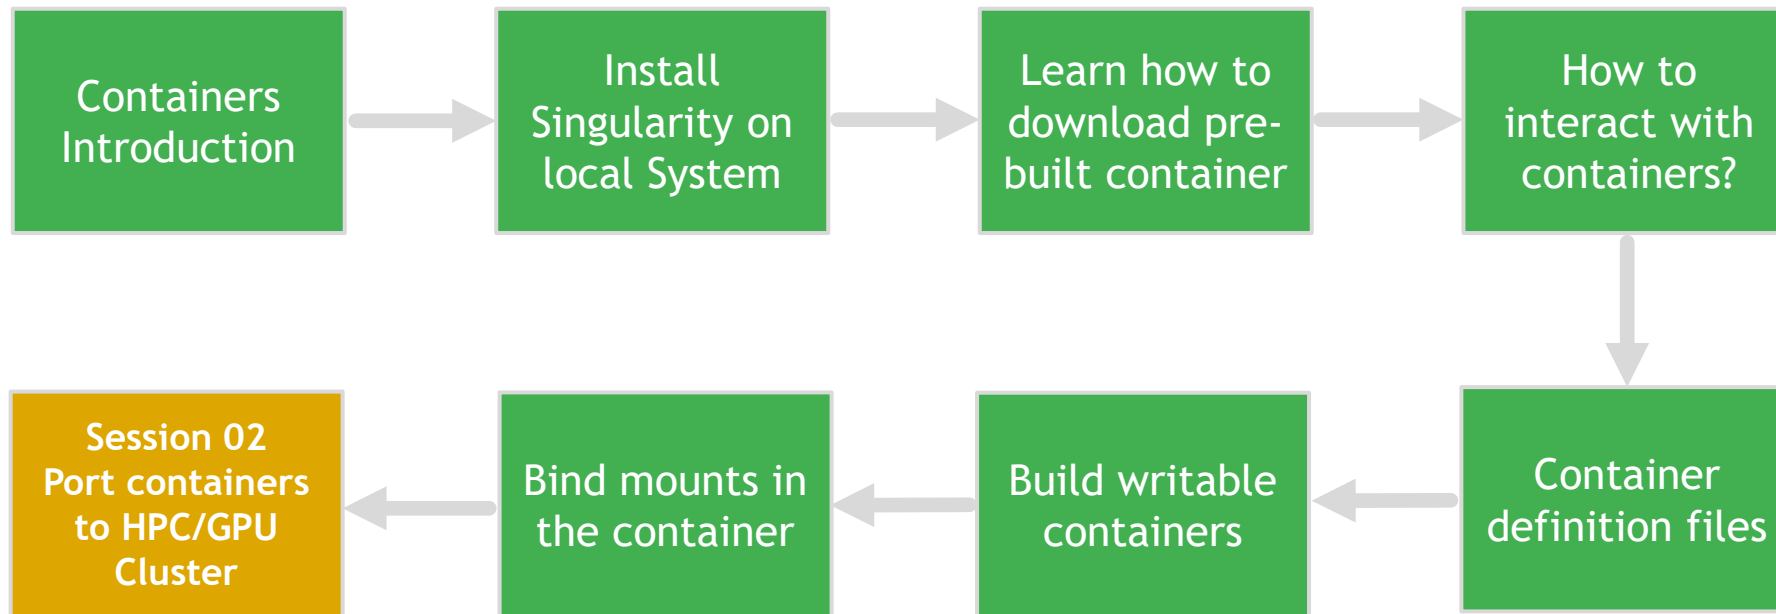 Containers
Introduction
Install
Singularity on
local System
Learn how to
download pre-
built container
How to
interact with
containers?
Container
definition files
Build writable
containers
Bind mounts in
the container
Session 02
Port containers
to HPC/GPU
Cluster